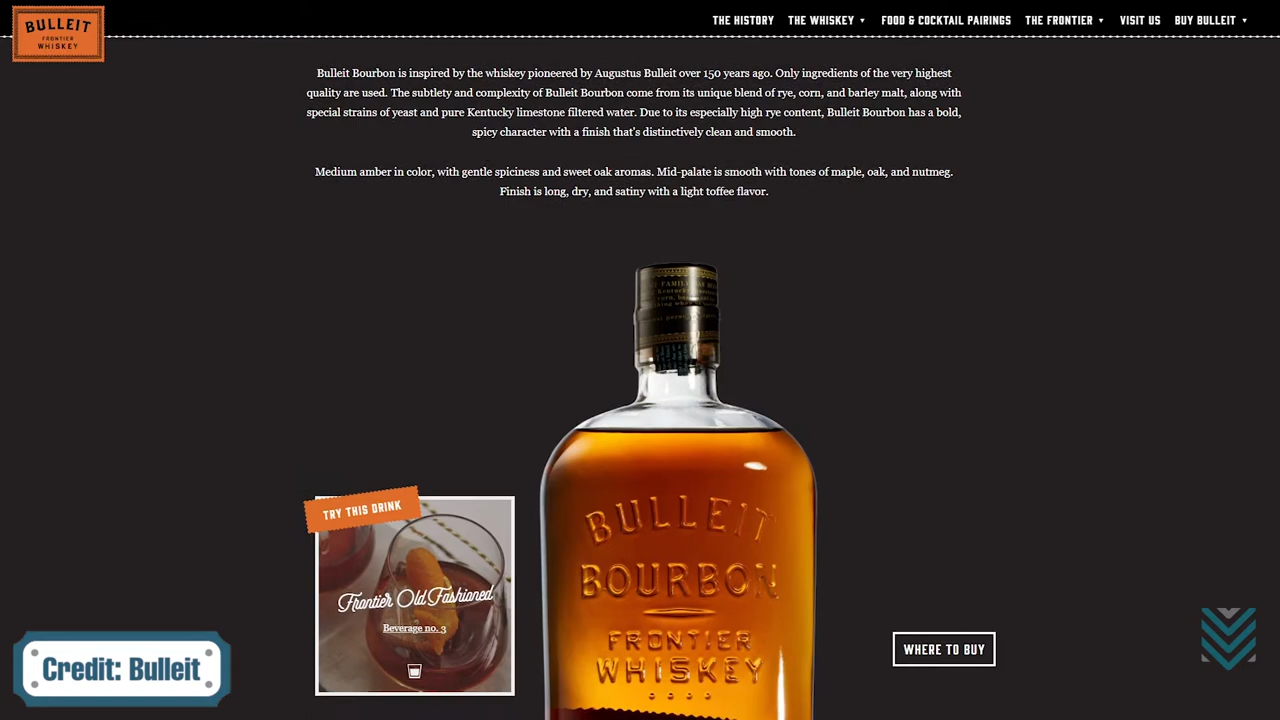 BULLEIT
FRONTIER
WHISKEY
THE HISTORY THE WHISKEY FOOD & COCKTAIL PAIRINGS THE FRONTIER VISIT US BUY BULLEIT
Bulleit Bourbon is inspired by the whiskey pioneered by Augustus Bulleit over 150 years ago. Only ingredients of the very highest
quality are used. The subtlety and complexity of Bulleit Bourbon come from its unique blend of rye, corn, and barley malt, along with
special strains of yeast and pure Kentucky limestone filtered water. Due to its especially high rye content, Bulleit Bourbon has a bold,
spicy character with a finish that's distinctively clean and smooth.
Medium amber in color, with gentle spiciness and sweet oak aromas. Mid-palate is smooth with tones of maple, oak, and nutmeg.
Finish is long, dry, and satiny with a light toffee flavor.
BULLEIT
BOURBON
FRONTIER
WHISKEY
TRY THIS DRINK
Frontier Old Fashioned
Beverage no. 3
WHERE TO BUY
Credit: Bulleit